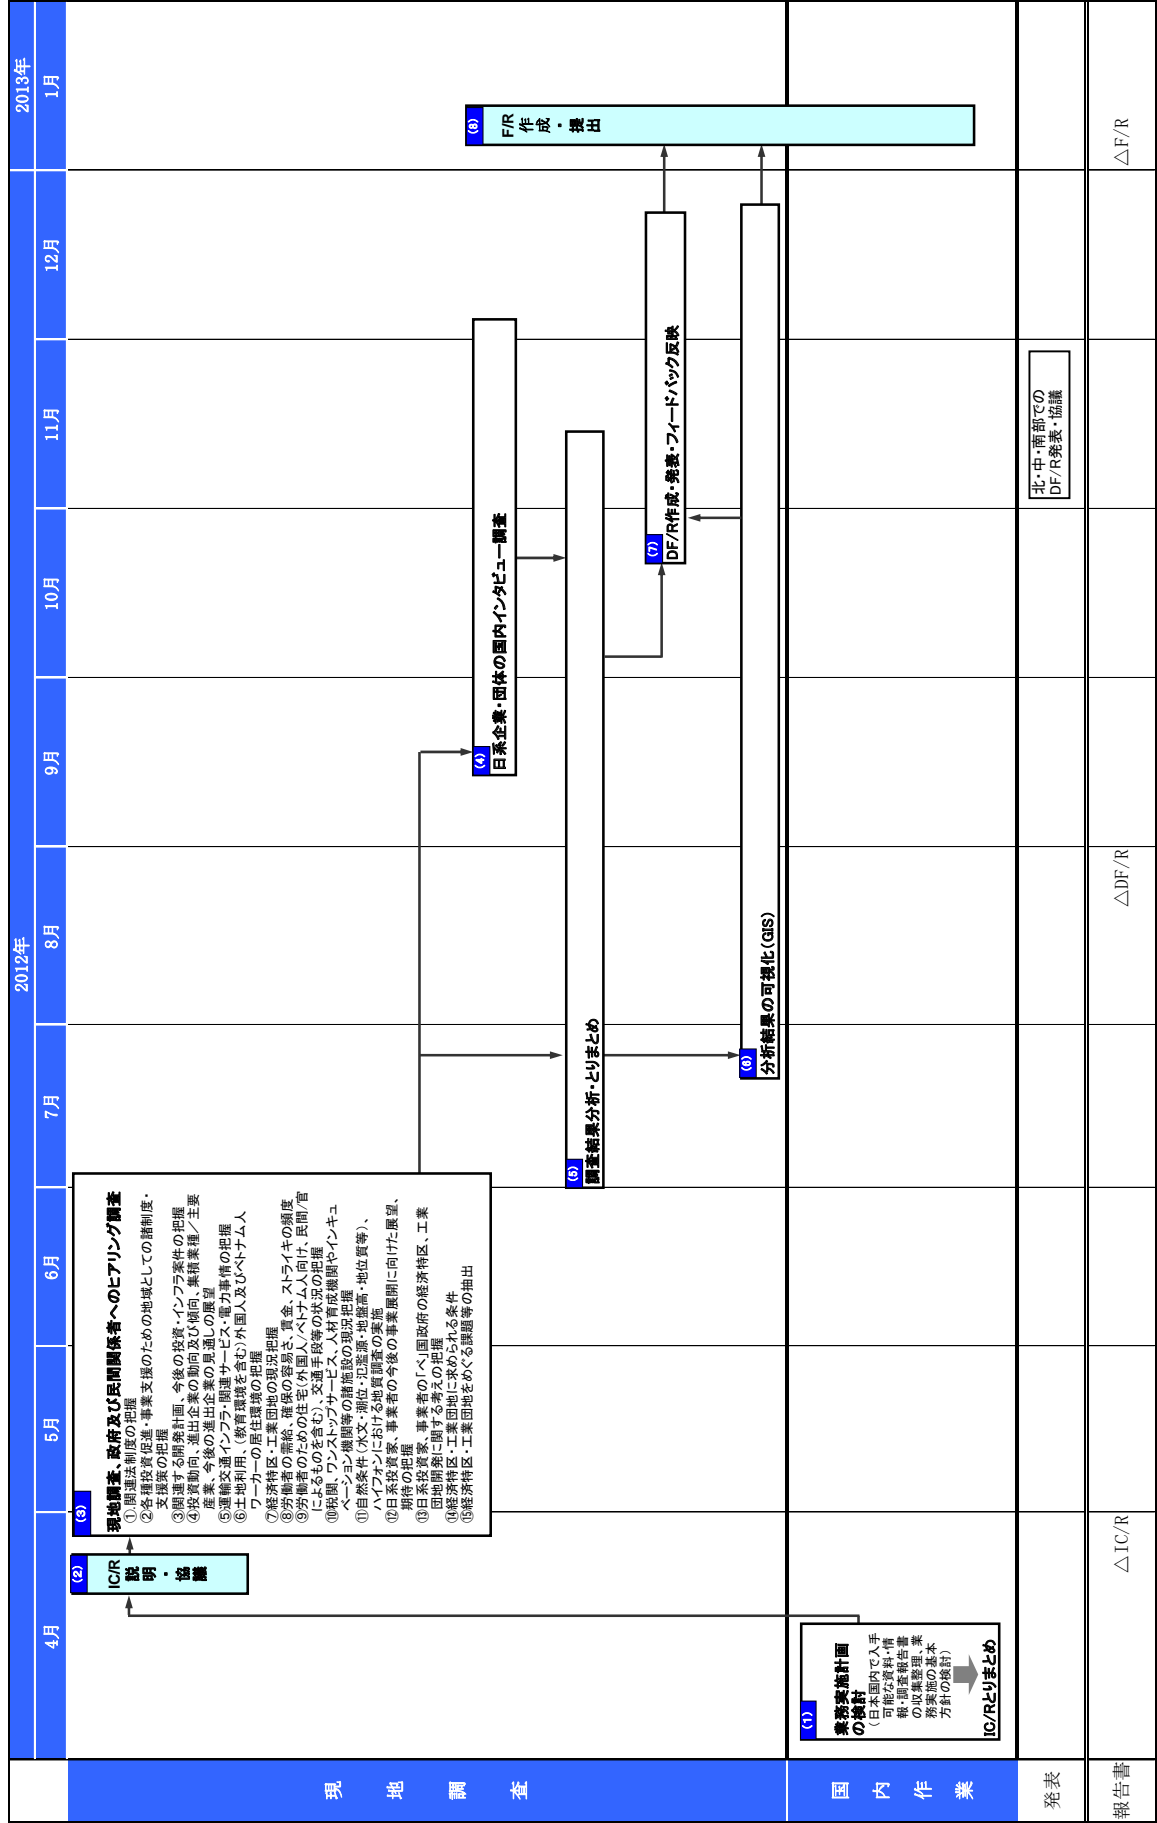 2012年
2013年
4月
5月
6月
7月
8月
9月
10月
11月
12月
1月
現地調査
(1)
業務実施計画
の検討
(日本国内で入手
可能な資料・情
報・調査報告書
の収集整理、業
務実施の基本
方針の検討)
IC/Rとりまとめ
(2)
IC/R
説
明
・
協
議
(3)
現地調査、政府及び民間関係者へのヒアリング調査
①.関連法制度の把握
②各種投資促進・事業支援のための地域としての諸制度・
支援策の把握
③関連する開発計画、今後の投資・インフラ案件の把握
④投資動向、進出企業の動向及び傾向、集積業種／主要
産業、今後の進出企業の見通しの展望
⑤運輸交通インフラ・関連サービス・電力事情の把握
⑥土地利用、(教育環境を含む)外国人及びベトナム人
ワーカーの居住環境の把握
⑦経済特区・工業団地の現況把握
⑧労働者の需給、確保の容易さ、賃金、ストライキの頻度
⑨労働者のための住宅(外国人/ベトナム人向け、民間/官
によるものを含む)、交通手段等の状況の把握
⑩税関、ワンストップサービス、人材育成機関やインキュ
ベーション機関等の諸施設の現況把握
⑪自然条件(水文・潮位・氾濫源・地盤高・地位質等)、
ハイフォンにおける地質調査の実施
⑫日系投資家、事業者の今後の事業展開に向けた展望、
期待の把握
⑬日系投資家、事業者の「ベ」国政府の経済特区、工業
団地開発に関する考えの把握
⑭経済特区・工業団地に求められる条件
⑮経済特区・工業団地をめぐる課題等の抽出
(4)
日系企業・団体の国内インタビュー調査
(5)
調査結果分析・とりまとめ
(6)
分析結果の可視化(GIS)
(7)
DF/R作成・発表・フィードバック反映
(8)
F/R
作
成
・
提
出
国内作業
発表
北・中・南部での
DF/R発表・協議
報告書
△IC/R
△DF/R
△F/R